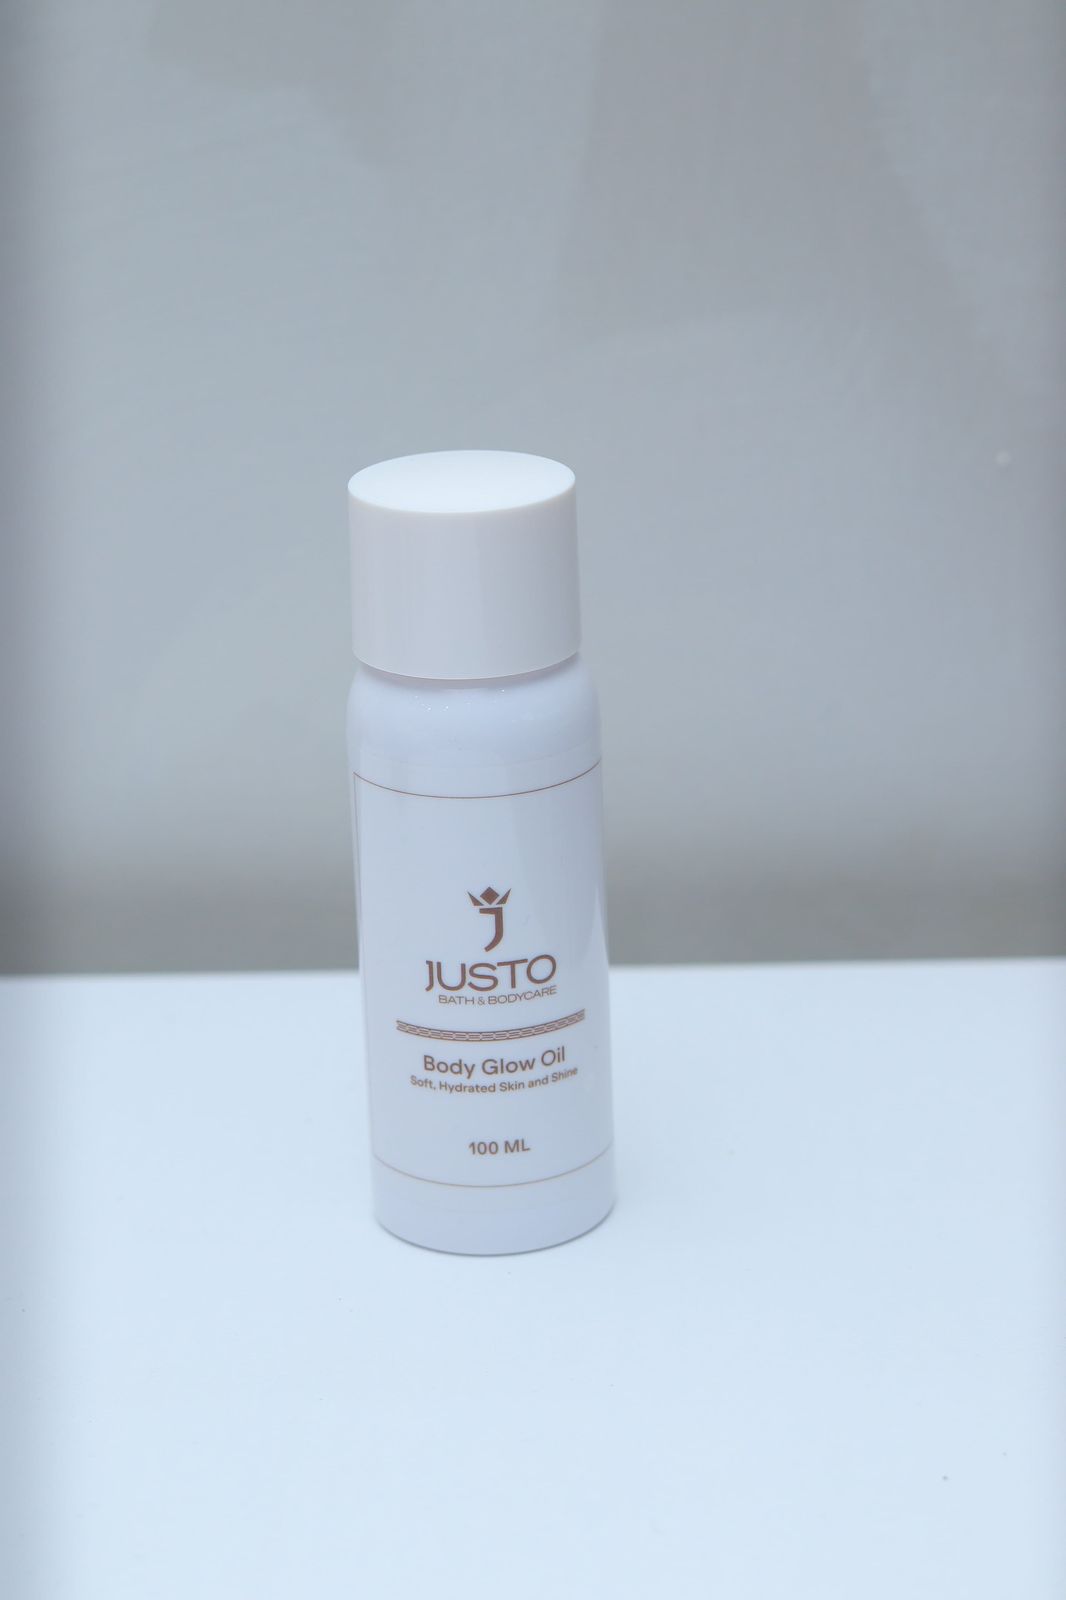 JUSTO
BATH & BODYCARE
Body Glow Oil
Soft, Hydrated Skin and Shine
100 ML